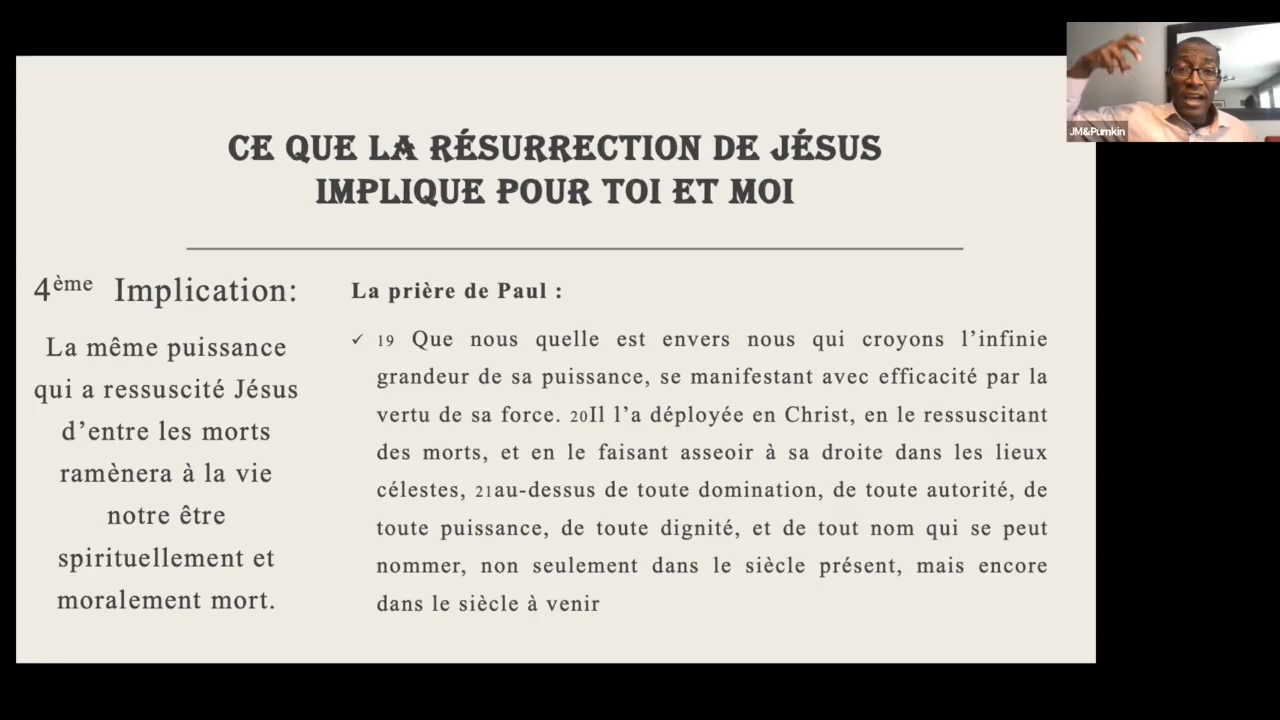 CE QUE LA RÉSURRECTION DE JÉSUS
IMPLIQUE POUR TOI ET MOI
4ème Implication:
La même puissance
qui a ressuscité Jésus
d’entre les morts
ramènera à la vie
notre être
spirituellement et
moralement mort.
La prière de Paul :
✓ 19 Que nous quelle est envers nous qui croyons l’infinie
grandeur de sa puissance, se manifestant avec efficacité par la
vertu de sa force. 20Il l’a déployée en Christ, en le ressuscitant
des morts, et en le faisant asseoir à sa droite dans les lieux
célestes, 21au-dessus de toute domination, de toute autorité, de
toute puissance, de toute dignité, et de tout nom qui se peut
nommer, non seulement dans le siècle présent, mais encore
dans le siècle à venir
JM&Pumkin